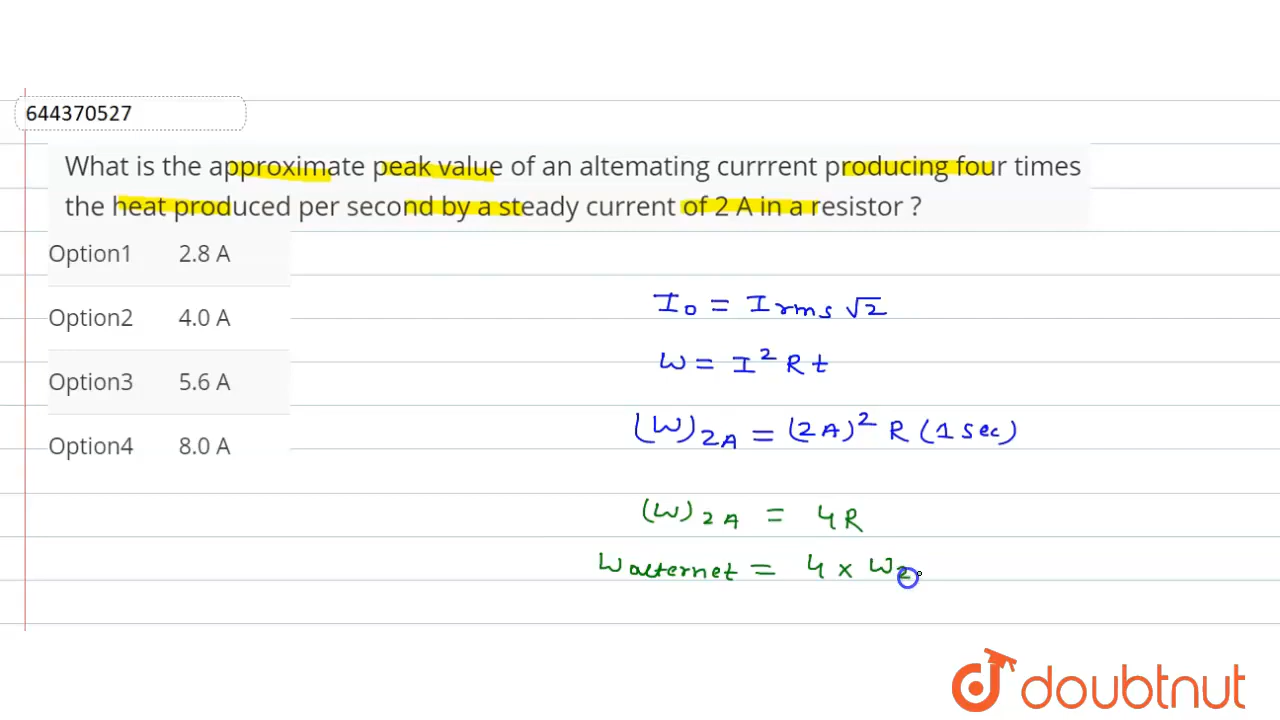 644370527
What is the approximate peak value of an altemating currrent producing four times
the heat produced per second by a steady current of 2 A in a resistor ?
Option1 2.8 A
Option2 4.0 A
Option3 5.6 A
Option4 8.0 A
I₀ = I rms √2
W = I² R t
(W)₂A = (2A)² R (1 sec)
(W)₂A = 4R
W alternet = 4 × W₂
doubtnut